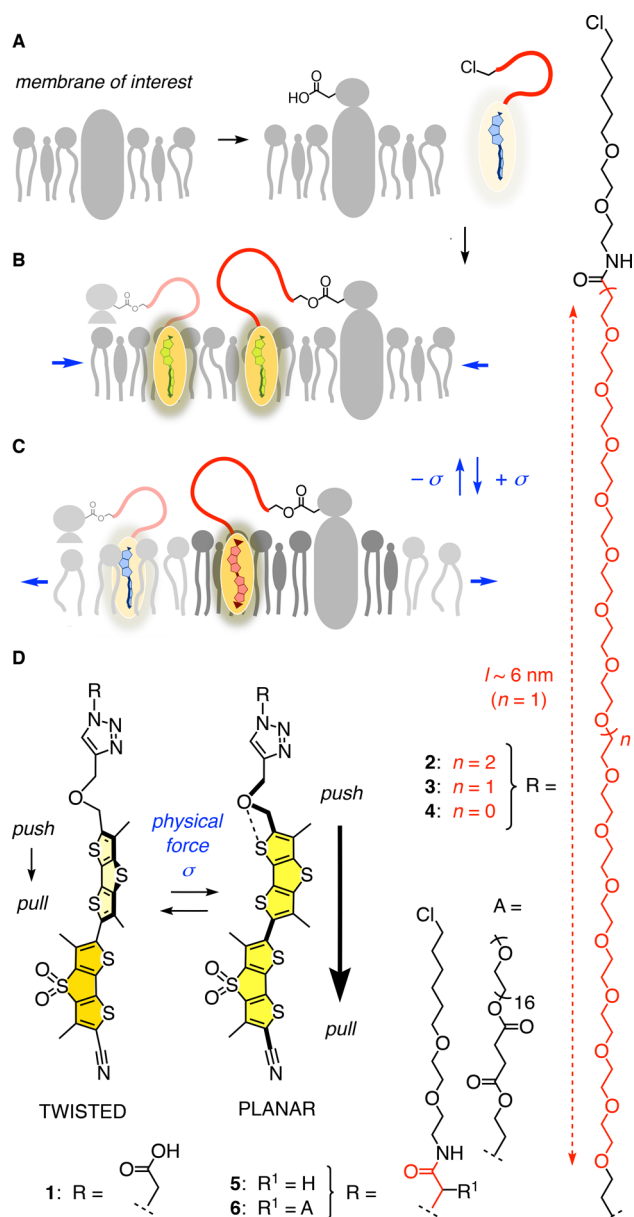 A
membrane of interest
O
HO
Cl
Cl
O
O
NH
O
B
O
O
O
O
C
O
O
O
O
− σ
+ σ
l ~ 6 nm
(n = 1)
n
D
R
N
N
N
O
push
pull
S
S
S
S
O
O
S
S
N
TWISTED
physical
force
σ
R
N
N
N
O
push
S
S
S
S
O
O
S
S
N
pull
PLANAR
2: n = 2
3: n = 1
4: n = 0
R =
A =
O
16
O
O
O
O
Cl
O
O
NH
O
R¹
1: R =
O
OH
5: R¹ = H
6: R¹ = A
R =